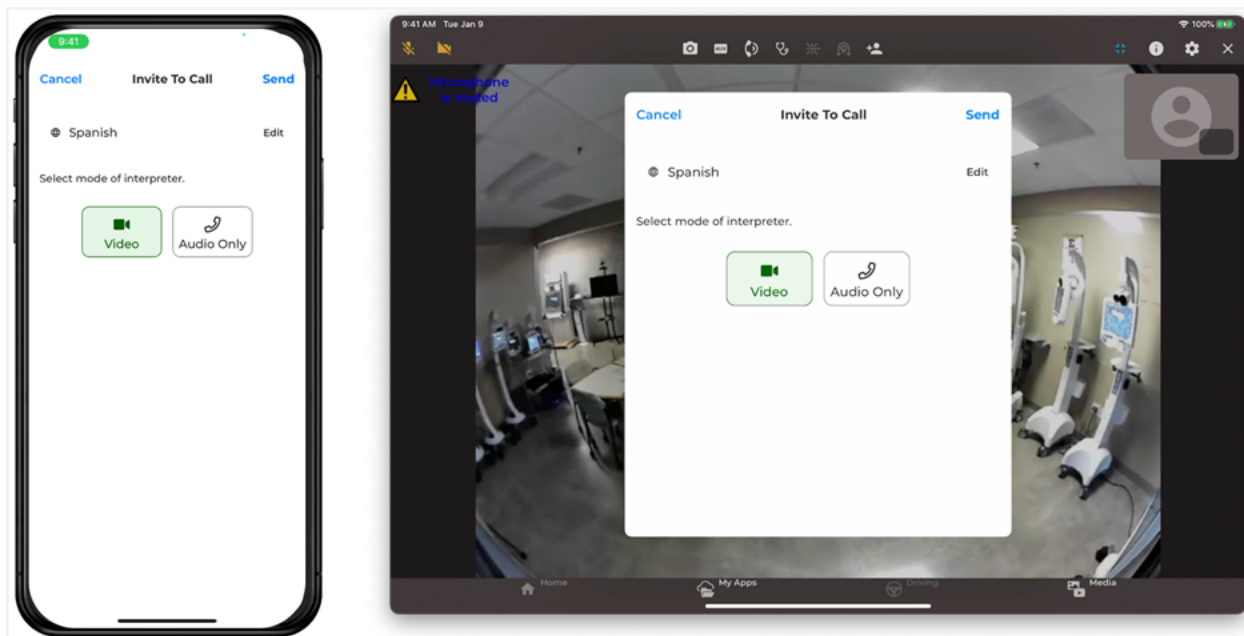 9:41
Cancel Invite To Call Send
Spanish Edit
Select mode of interpreter.
Video Audio Only
9:41 AM Tue Jan 9 100%
Microphone
is muted
Cancel Invite To Call Send
Spanish Edit
Select mode of interpreter.
Video Audio Only
Home My Apps Driving Media